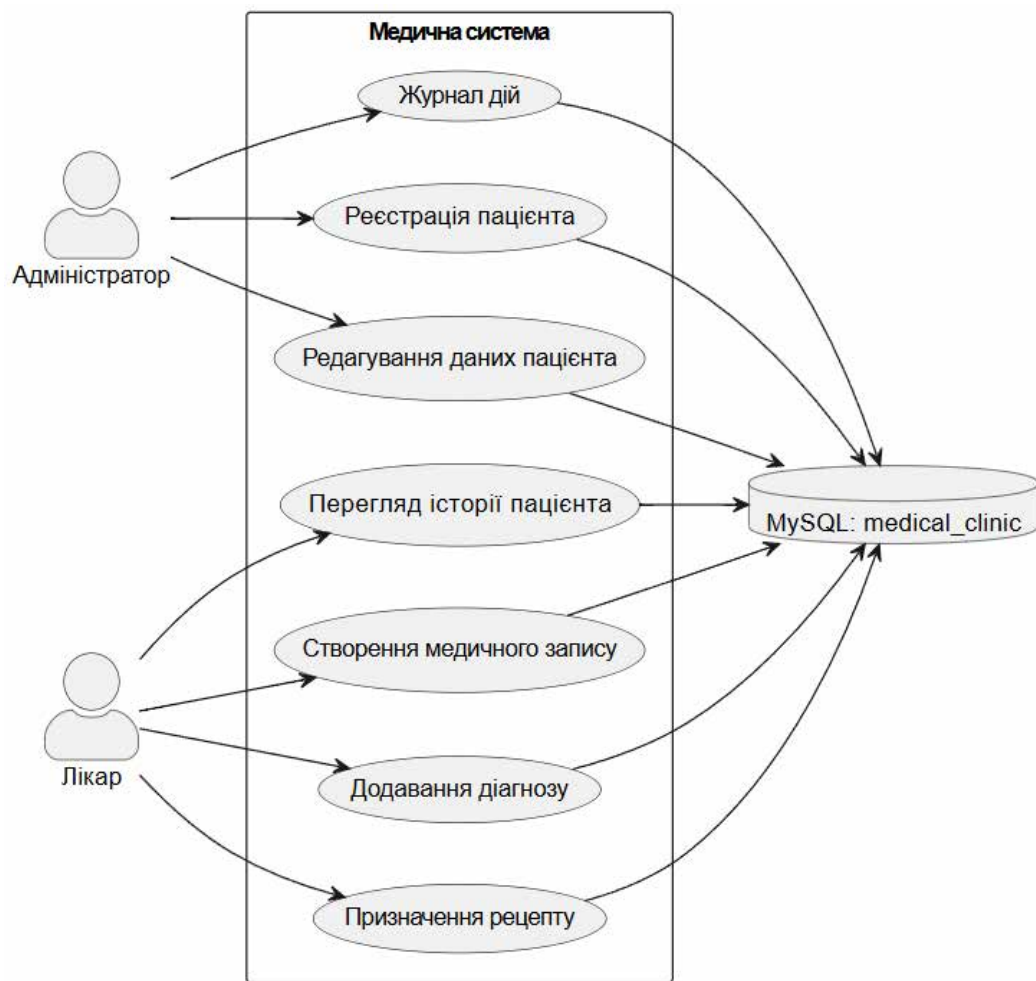 Медична система
Журнал дій
Реєстрація пацієнта
Адміністратор
Редагування даних пацієнта
Перегляд історії пацієнта
MySQL: medical_clinic
Створення медичного запису
Лікар
Додавання діагнозу
Призначення рецепту